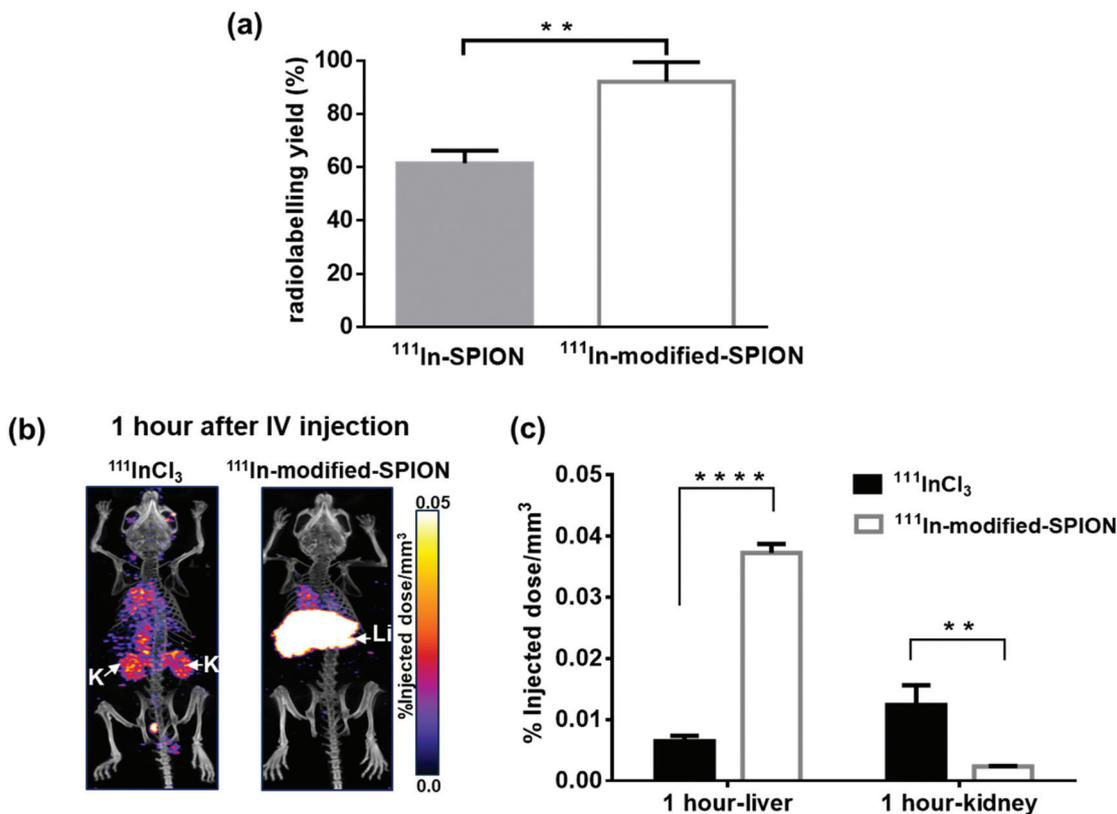 (a)
* *
radiolabelling yield (%)
100
80
60
40
20
0
¹¹¹In-SPION
¹¹¹In-modified-SPION
(b)
1 hour after IV injection
¹¹¹InCl₃
¹¹¹In-modified-SPION
0.05
%Injected dose/mm³
0.0
K
K
Li
(c)
% Injected dose/mm³
0.05
0.04
0.03
0.02
0.01
0.00
* * * *
* *
¹¹¹InCl₃
¹¹¹In-modified-SPION
1 hour-liver
1 hour-kidney